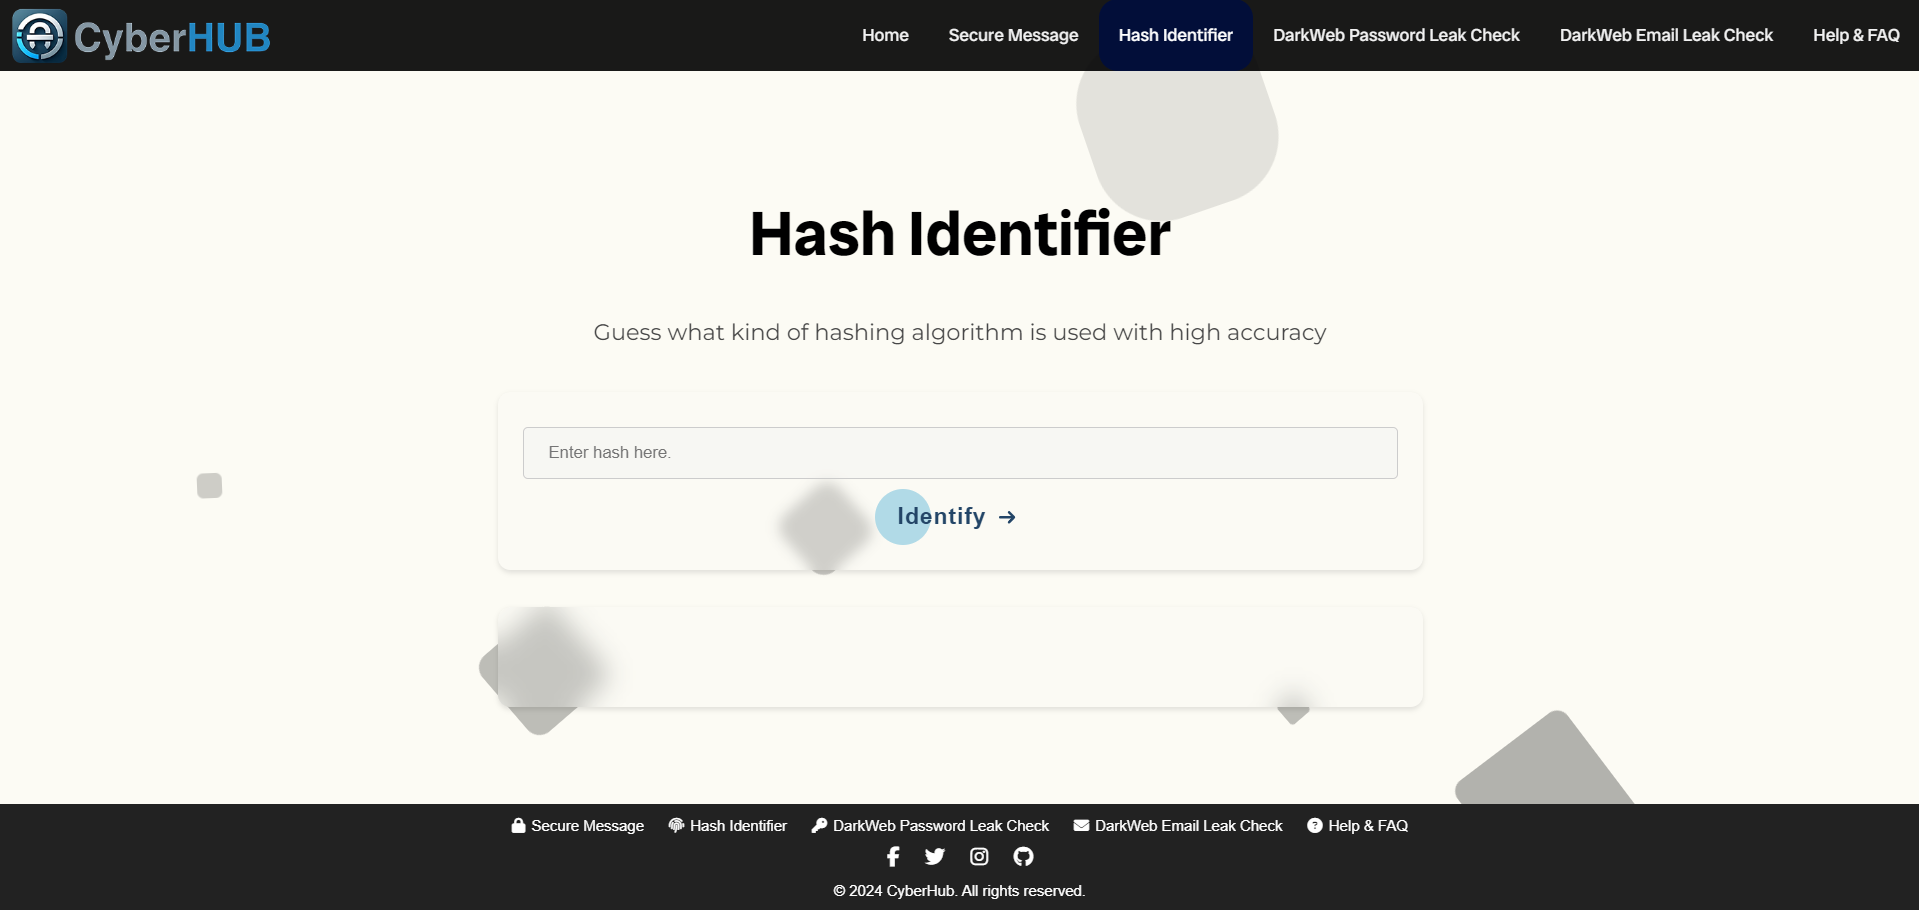 CyberHUB
Home Secure Message Hash Identifier DarkWeb Password Leak Check DarkWeb Email Leak Check Help & FAQ
Hash Identifier
Guess what kind of hashing algorithm is used with high accuracy
Enter hash here.
Identify →
Secure Message Hash Identifier DarkWeb Password Leak Check DarkWeb Email Leak Check Help & FAQ
© 2024 CyberHub. All rights reserved.